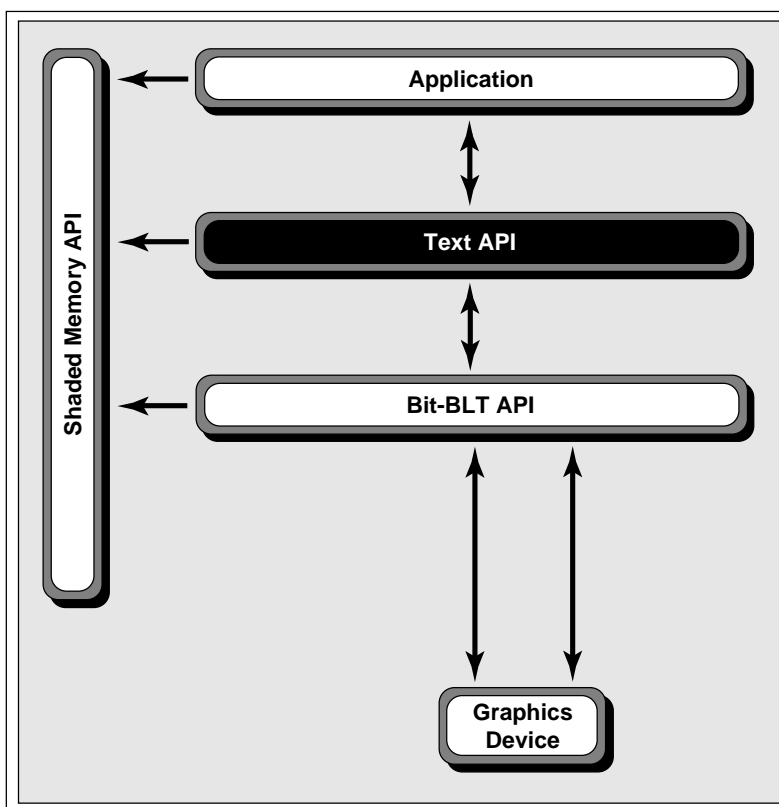 Application
Shaded Memory API
Text API
Bit-BLT API
Graphics
Device